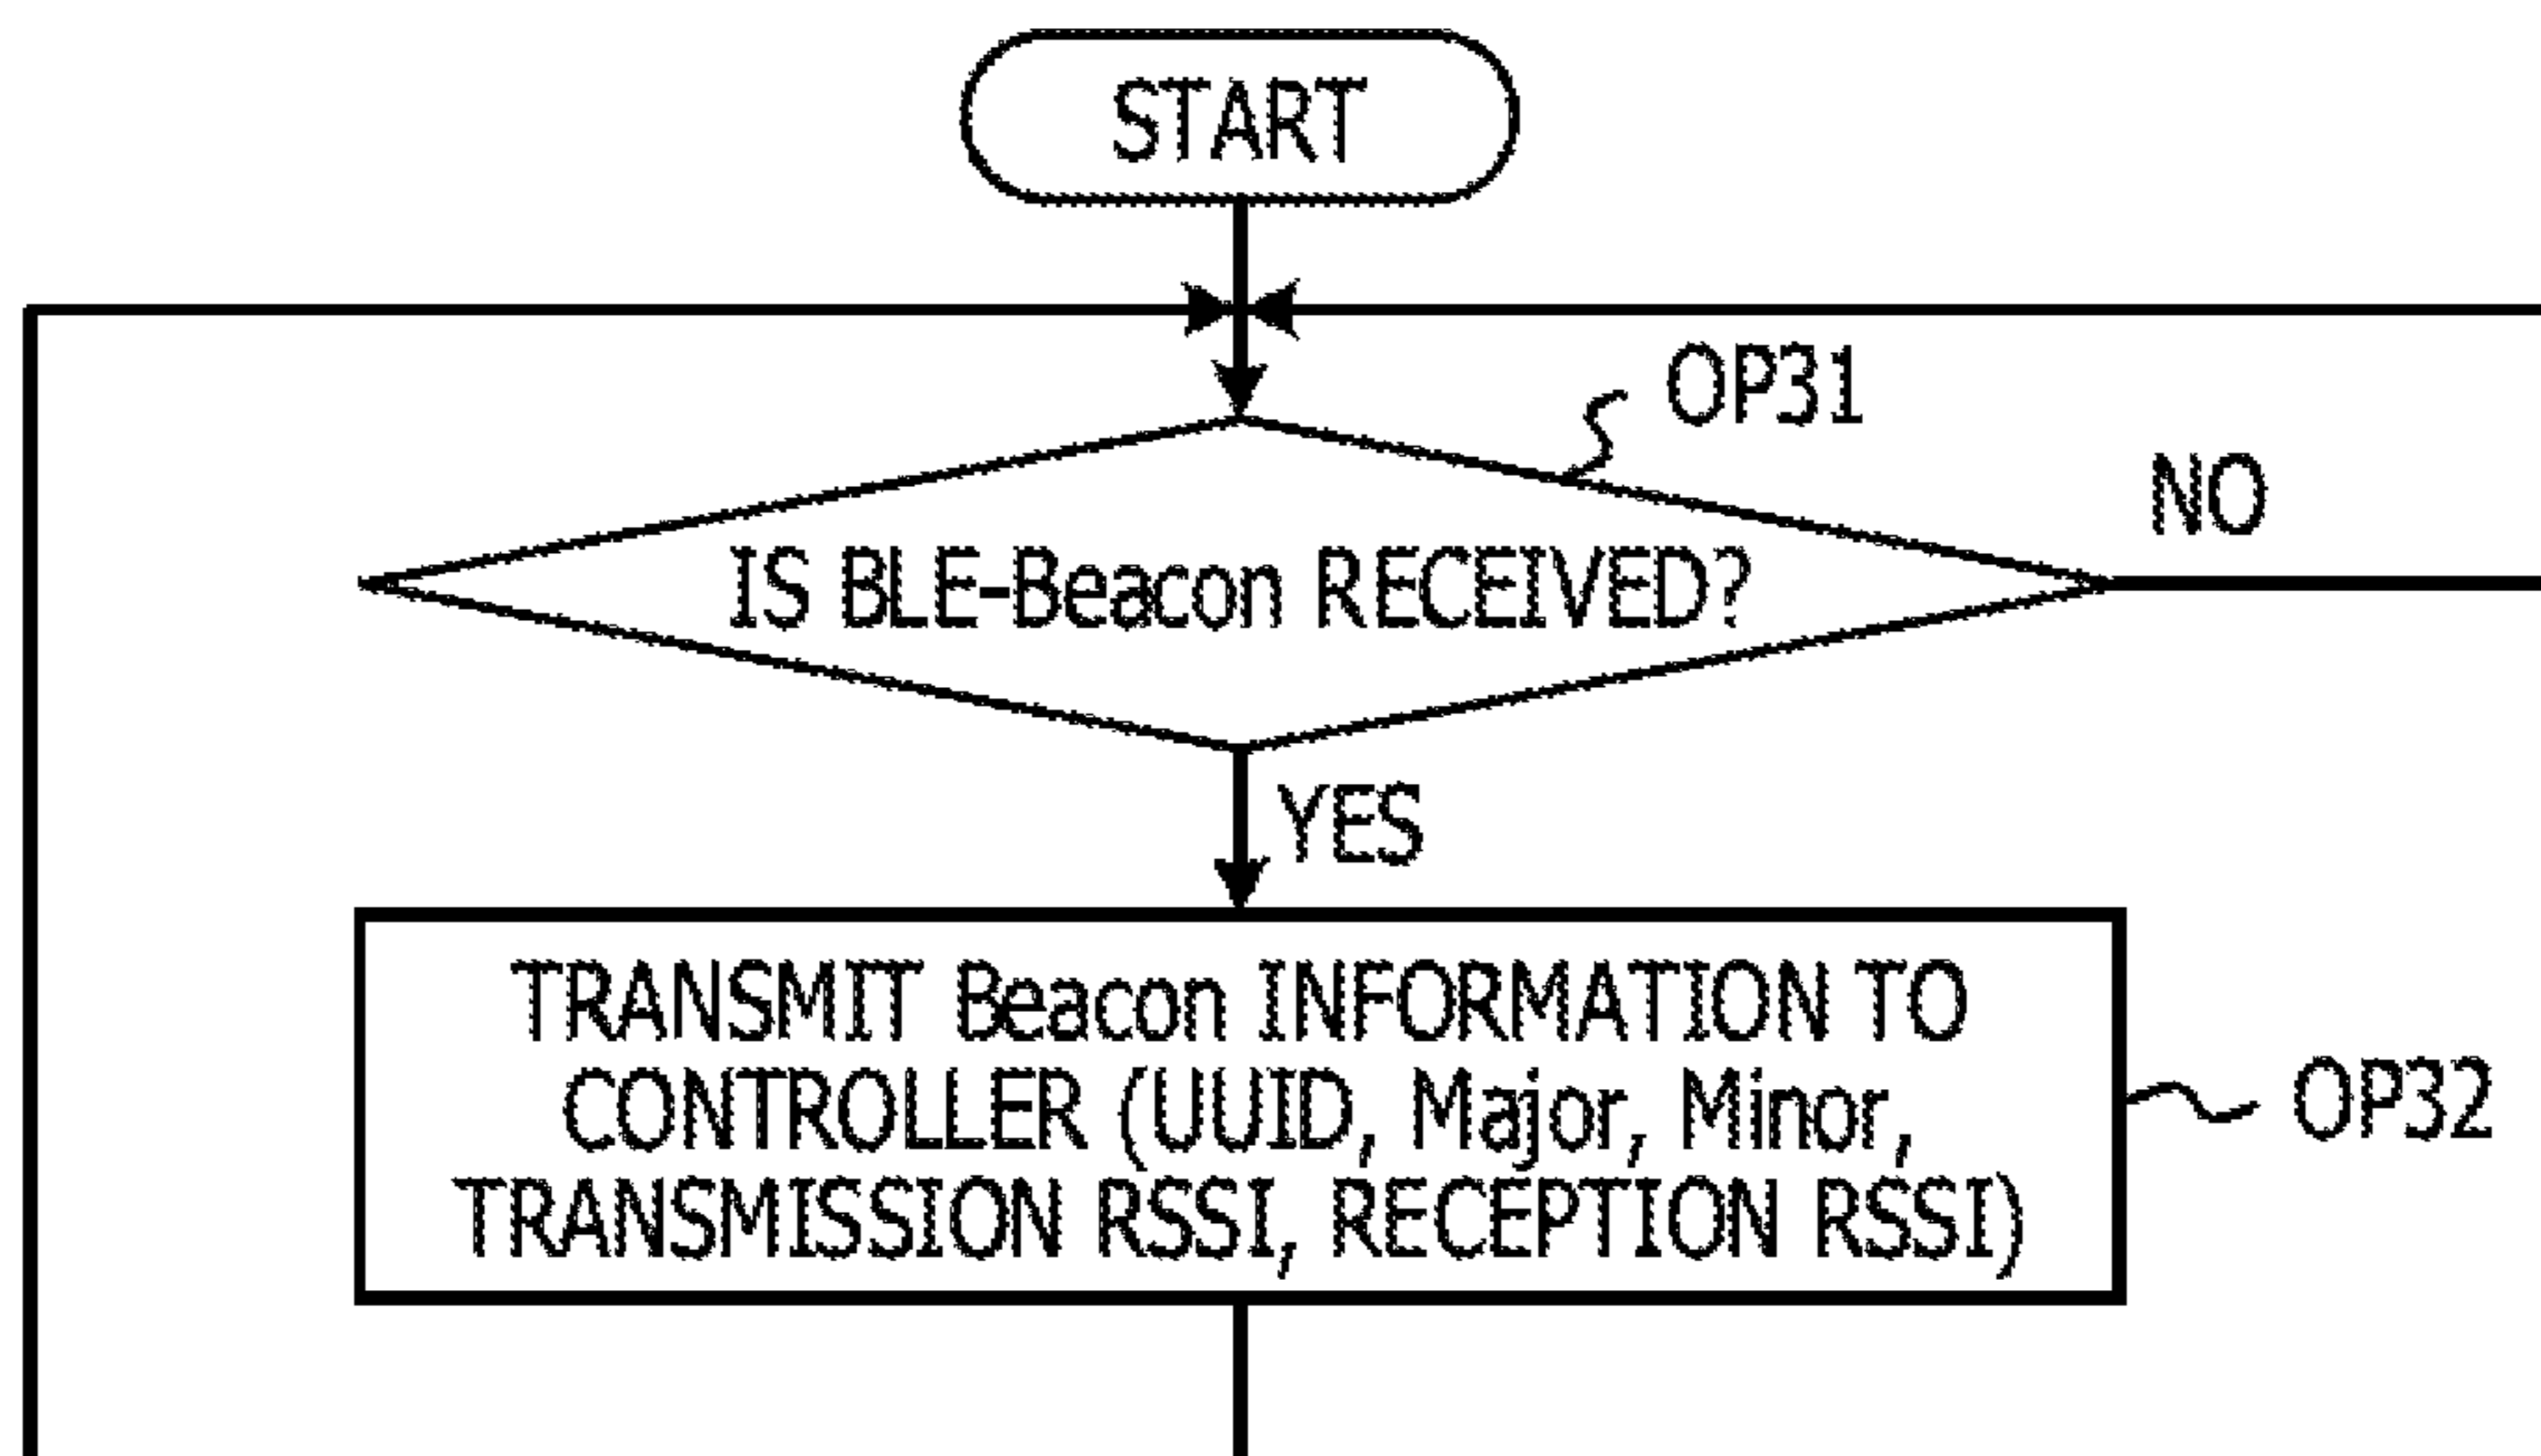 START
OP31
NO
IS BLE-Beacon RECEIVED?
YES
TRANSMIT Beacon INFORMATION TO
CONTROLLER (UUID, Major, Minor,
TRANSMISSION RSSI, RECEPTION RSSI)
OP32